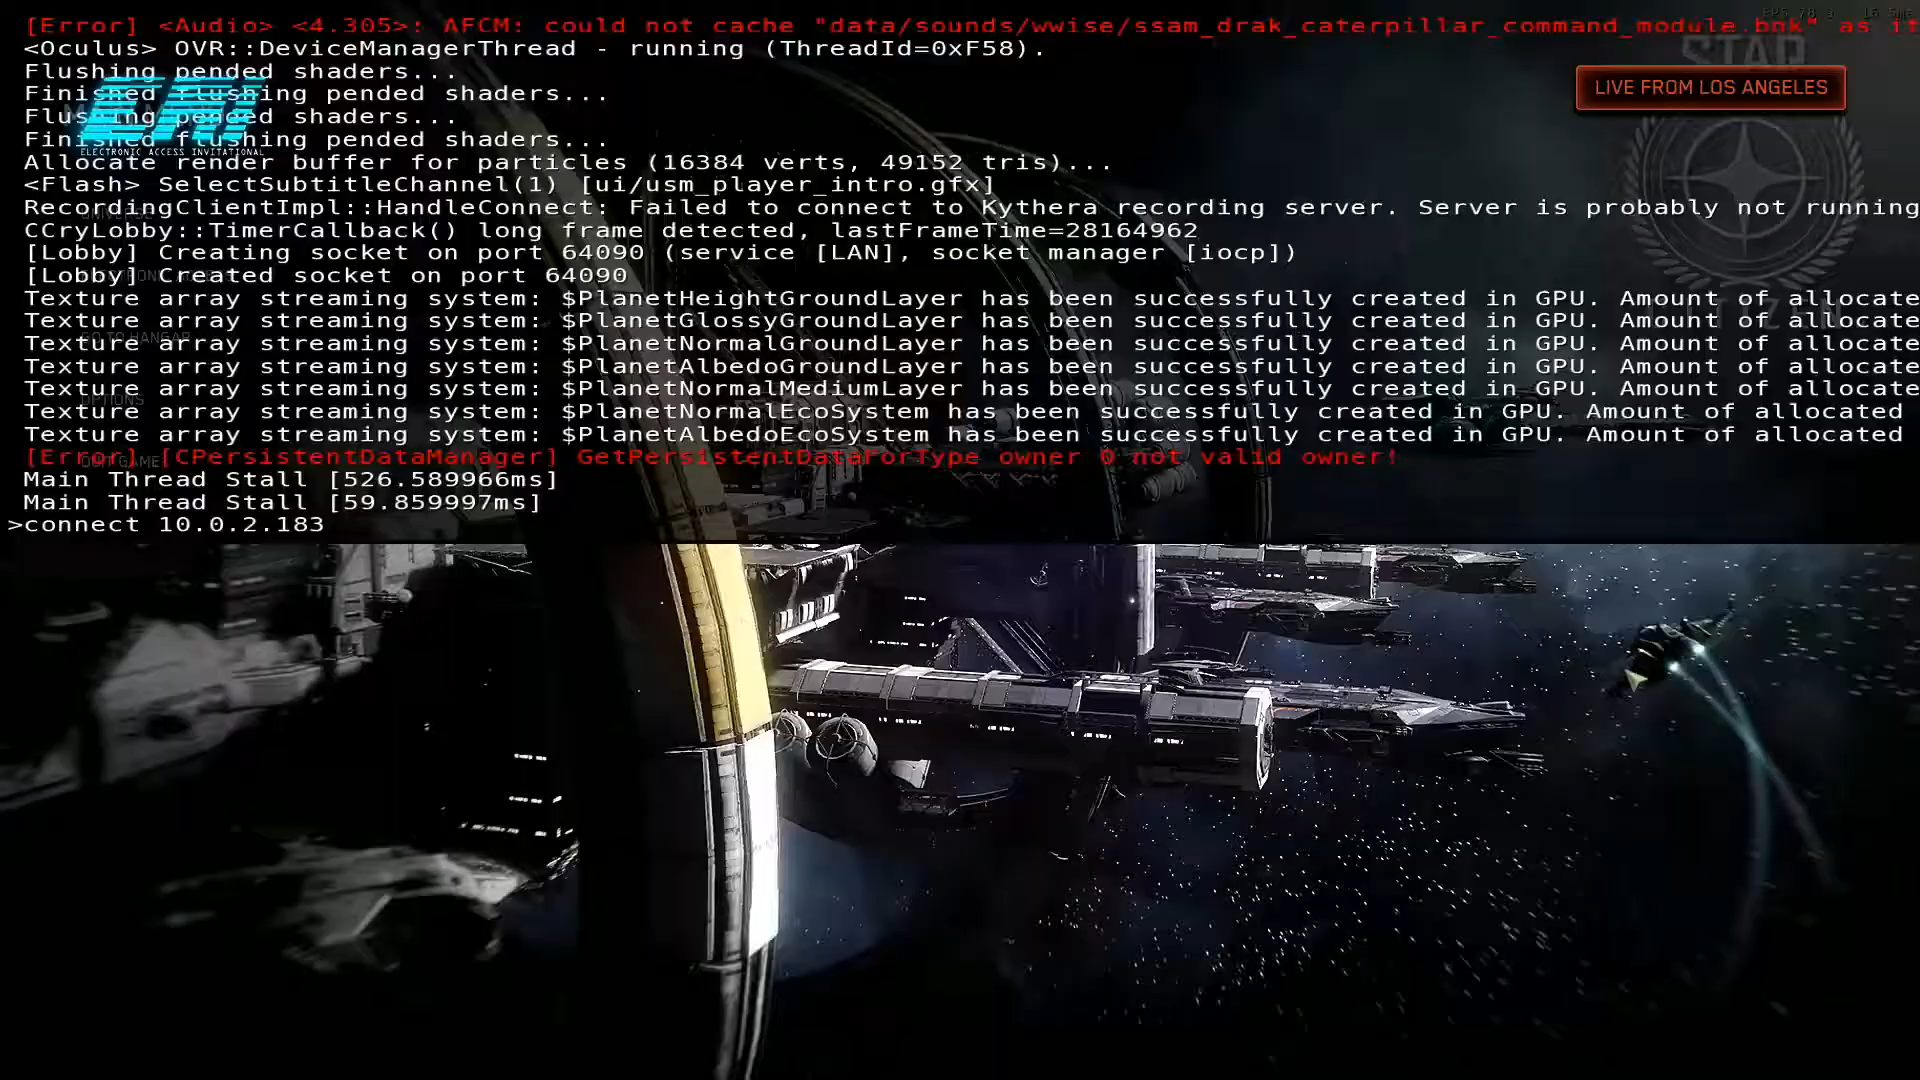 [Error] <Audio> <4.305>: AFCM: could not cache "data/sounds/wwise/ssam_drak_caterpillar_command_module.bnk" as it
<Oculus> OVR::DeviceManagerThread - running (ThreadId=0xF58).
Flushing pended shaders...
Finished flushing pended shaders...
Flushing pended shaders...
Finished flushing pended shaders...
Allocate render buffer for particles (16384 verts, 49152 tris)...
<Flash> SelectSubtitleChannel(1) [ui/usm_player_intro.gfx]
RecordingClientImpl::HandleConnect: Failed to connect to Kythera recording server. Server is probably not running
CCryLobby::TimerCallback() long frame detected, lastFrameTime=28164962
[Lobby] Creating socket on port 64090 (service [LAN], socket manager [iocp])
[Lobby] Created socket on port 64090
Texture array streaming system: $PlanetHeightGroundLayer has been successfully created in GPU. Amount of allocate
Texture array streaming system: $PlanetGlossyGroundLayer has been successfully created in GPU. Amount of allocate
Texture array streaming system: $PlanetNormalGroundLayer has been successfully created in GPU. Amount of allocate
Texture array streaming system: $PlanetAlbedoGroundLayer has been successfully created in GPU. Amount of allocate
Texture array streaming system: $PlanetNormalMediumLayer has been successfully created in GPU. Amount of allocate
Texture array streaming system: $PlanetNormalEcoSystem has been successfully created in GPU. Amount of allocated
Texture array streaming system: $PlanetAlbedoEcoSystem has been successfully created in GPU. Amount of allocated
[Error] [CPersistentDataManager] GetPersistentDataForType owner 0 not valid owner!
Main Thread Stall [526.589966ms]
Main Thread Stall [59.859997ms]
>connect 10.0.2.183
EAI
ELECTRONIC ACCESS INVITATIONAL
UNIVERSE
GO TO HANGAR
OPTIONS
QUIT GAME
STAR
LIVE FROM LOS ANGELES